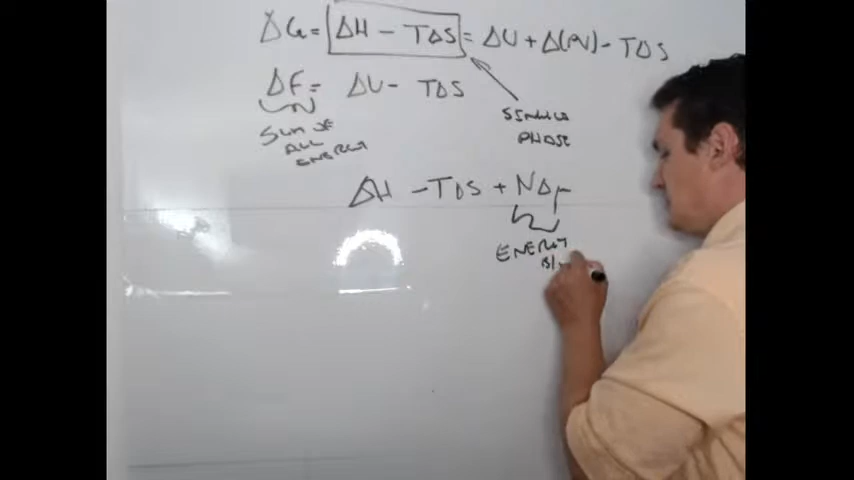 ΔG = ΔH - TΔS = ΔU + Δ(PV) - TΔS
ΔF = ΔU - TΔS
SUM OF
ALL
ENERGY
SINGLE
PHASE
ΔH - TΔS + NΔμ
ENERGY
B/